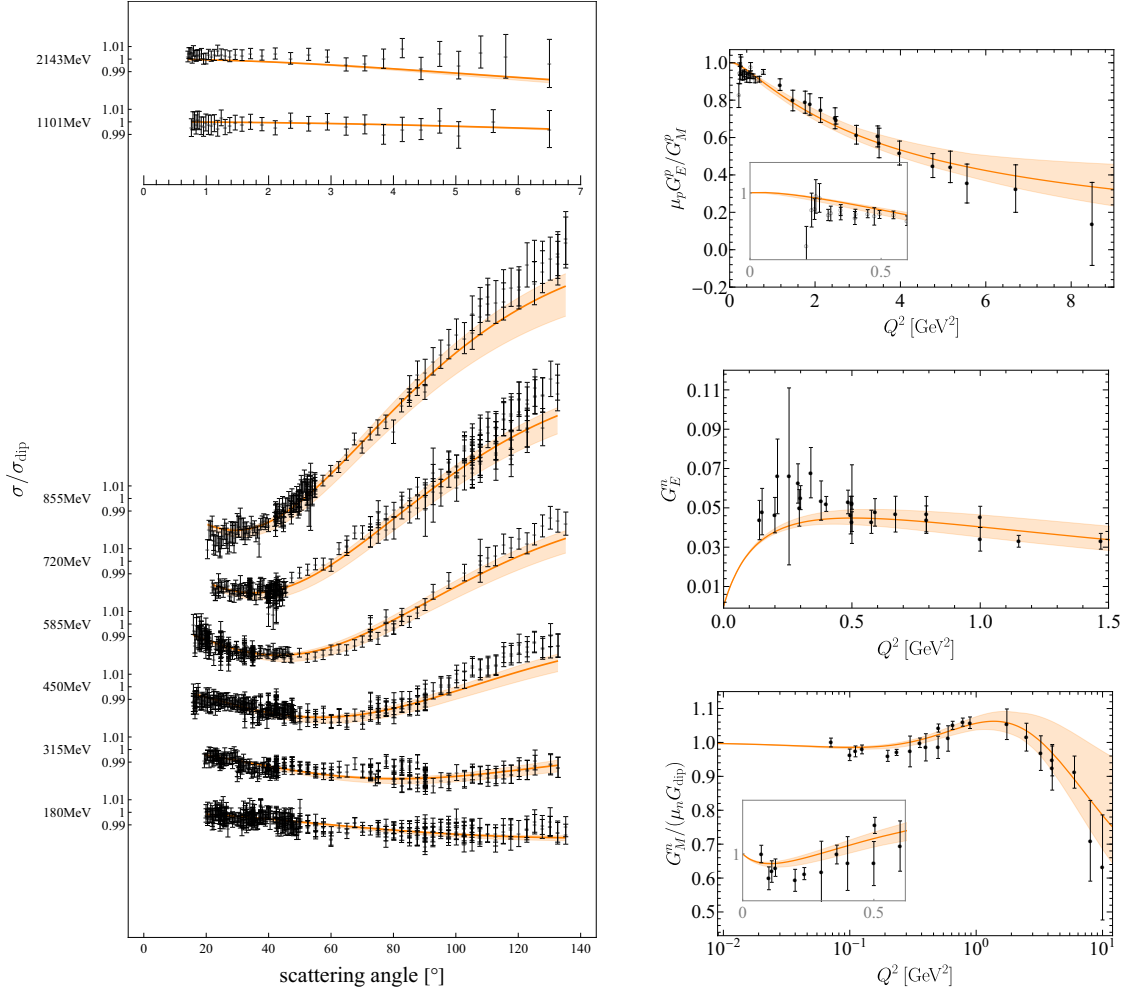 2143MeV
1.01
1
0.99
1101MeV
1.01
1
0.99
0 1 2 3 4 5 6 7
σ/σdip
855MeV
1.01
1
0.99
720MeV
1.01
1
0.99
585MeV
1.01
1
0.99
450MeV
1.01
1
0.99
315MeV
1.01
1
0.99
180MeV
1.01
1
0.99
0 20 40 60 80 100 120 140
scattering angle [°]
μpG_E^p/G_M^p
1.0
0.8
0.6
0.4
0.2
0.0
-0.2
1
0 0.5
0 2 4 6 8
Q² [GeV²]
G_E^n
0.11
0.09
0.07
0.05
0.03
0.01
0.0 0.5 1.0 1.5
Q² [GeV²]
G_M^n/(μnGdip)
1.1
1.0
0.9
0.8
0.7
0.6
0.5
1
0 0.5
10⁻² 10⁻¹ 10⁰ 10¹
Q² [GeV²]